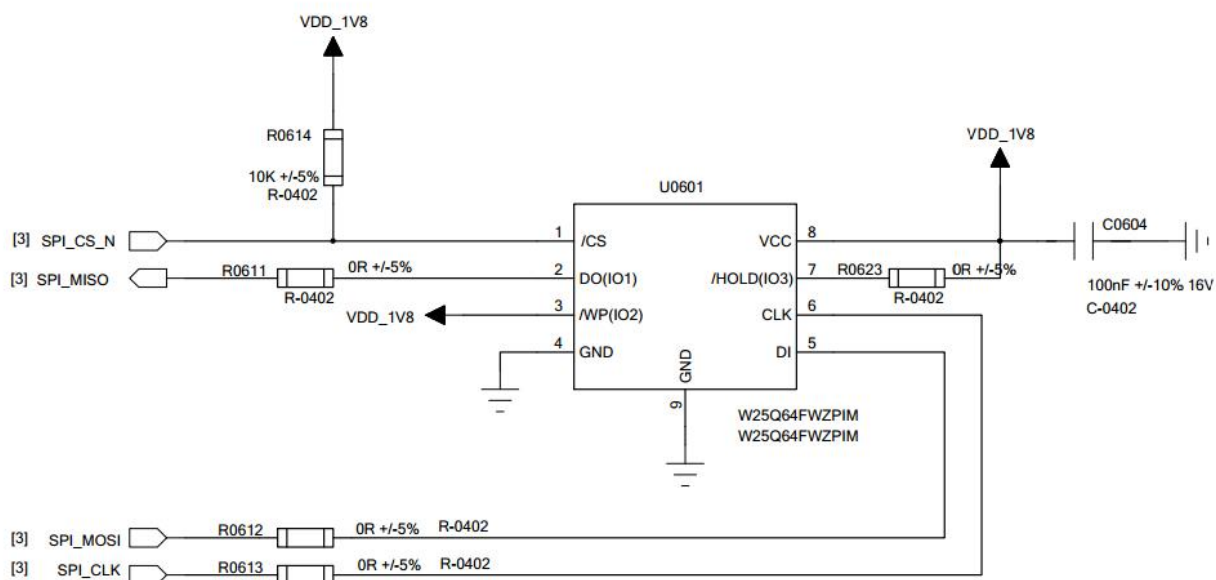 VDD_1V8
R0614
10K +/-5%
R-0402
VDD_1V8
U0601
[3] SPI_CS_N 1 /CS VCC 8 C0604
[3] SPI_MISO R0611 0R +/-5% 2 DO(IO1) /HOLD(IO3) 7 R0623 0R +/-5%
R-0402 R-0402 100nF +/-10% 16V
C-0402
VDD_1V8 3 /WP(IO2) CLK 6
4 GND DI 5
GND
9
W25Q64FWZPIM
W25Q64FWZPIM
[3] SPI_MOSI R0612 0R +/-5% R-0402
[3] SPI_CLK R0613 0R +/-5% R-0402